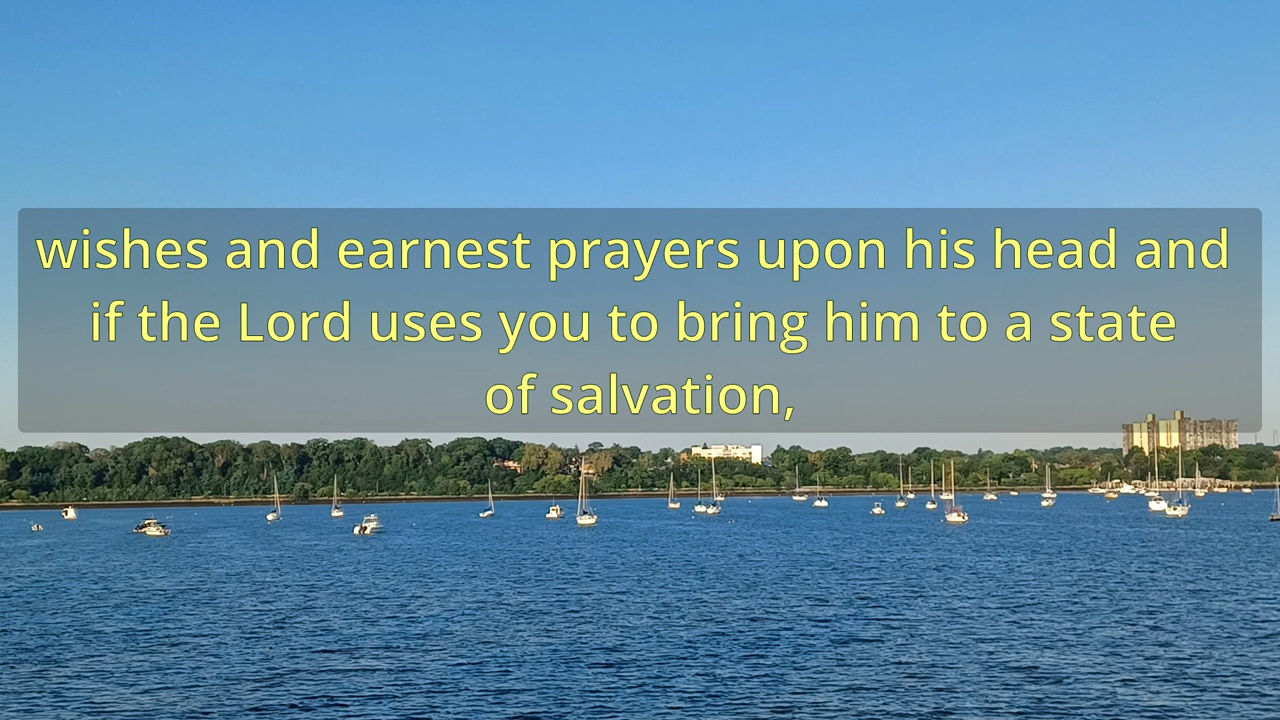 wishes and earnest prayers upon his head and
if the Lord uses you to bring him to a state
of salvation,